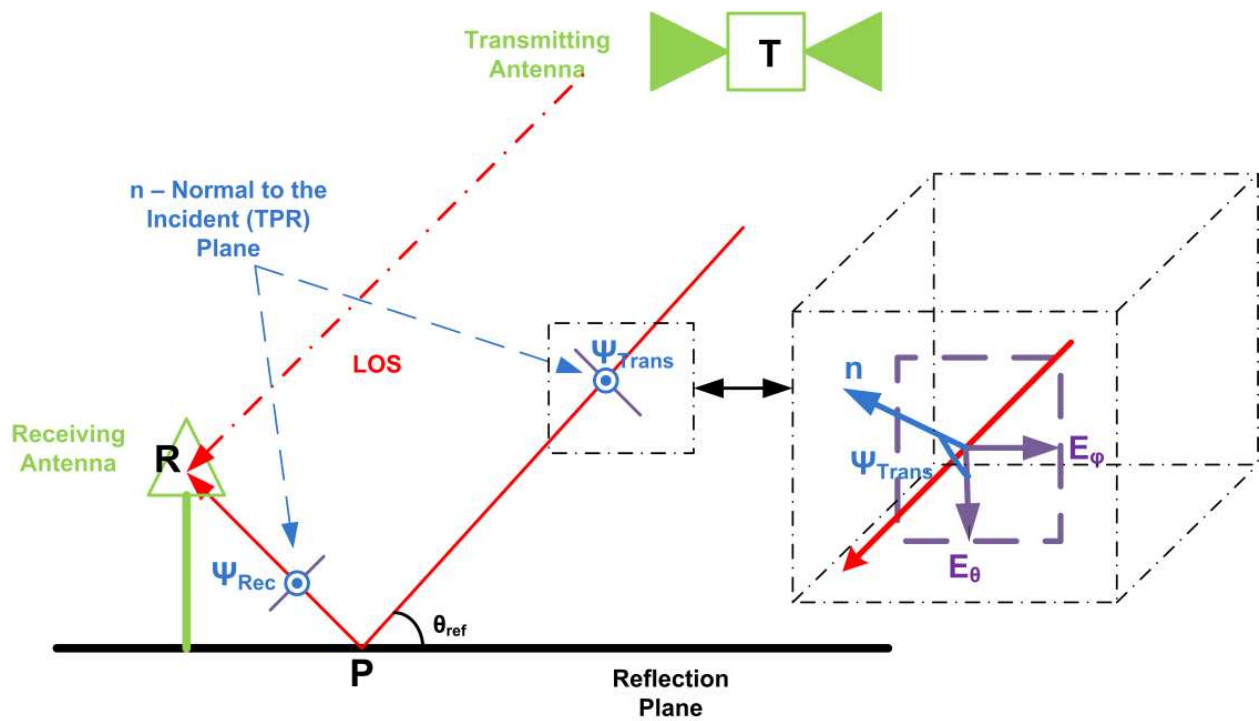 Transmitting
Antenna
T
n – Normal to the
Incident (TPR)
Plane
Ψ_Trans
LOS
n
Receiving
Antenna
R
Ψ_Trans
E_φ
Ψ_Rec
E_θ
θ_ref
P
Reflection
Plane